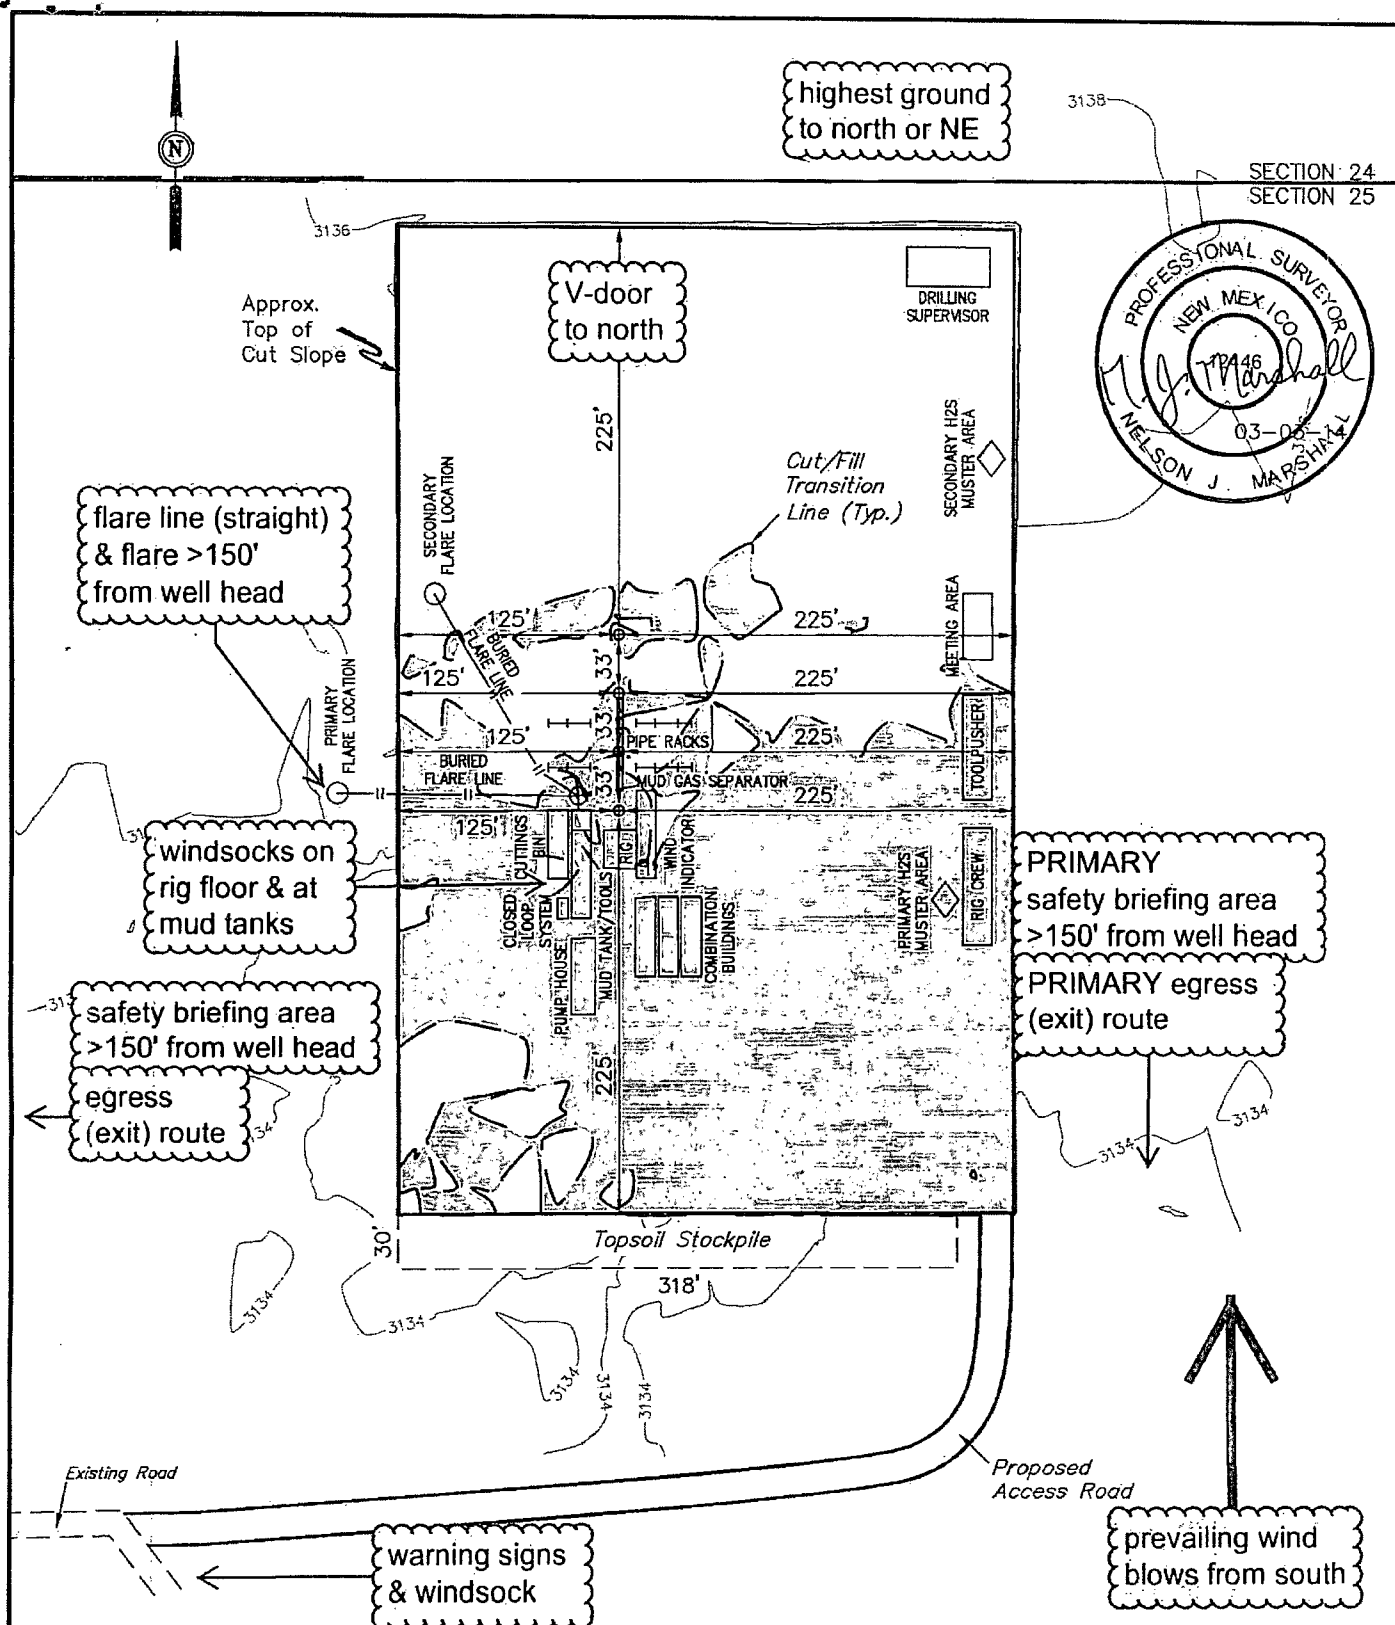 highest ground
to north or NE
3138
N
SECTION 24
SECTION 25
3136
PROFESSIONAL SURVEYOR
NEW MEXICO
N. J. Marshall
03-03-14
NELSON J. MARSHALL
Approx.
Top of
Cut Slope
V-door
to north
DRILLING
SUPERVISOR
225'
SECONDARY H2S
MUSTER AREA
Cut/Fill
Transition
Line (Typ.)
SECONDARY
FLARE LOCATION
flare line (straight)
& flare >150'
from well head
MEETING AREA
125'
225'
BURIED
FLARE LINE
33'
125'
225'
PRIMARY
FLARE LOCATION
33'
125'
PIPE RACKS
225'
TOOLPUSHER
BURIED
FLARE LINE
33'
MUD GAS SEPARATOR
225'
125'
windsocks on
rig floor & at
mud tanks
CUTTINGS
BIN
RIG
WIND
INDICATOR
CLOSED
LOOP
SYSTEM
MUD TANK/TOOLS
PUMP HOUSE
COMBINATION
BUILDINGS
PRIMARY H2S
MUSTER AREA
RIG CREW
PRIMARY
safety briefing area
>150' from well head
PRIMARY egress
(exit) route
safety briefing area
>150' from well head
egress
(exit) route
225'
3134
3134
30'
Topsoil Stockpile
318'
3134
3134
3134
3134
3134
Existing Road
Proposed
Access Road
warning signs
& windsock
prevailing wind
blows from south